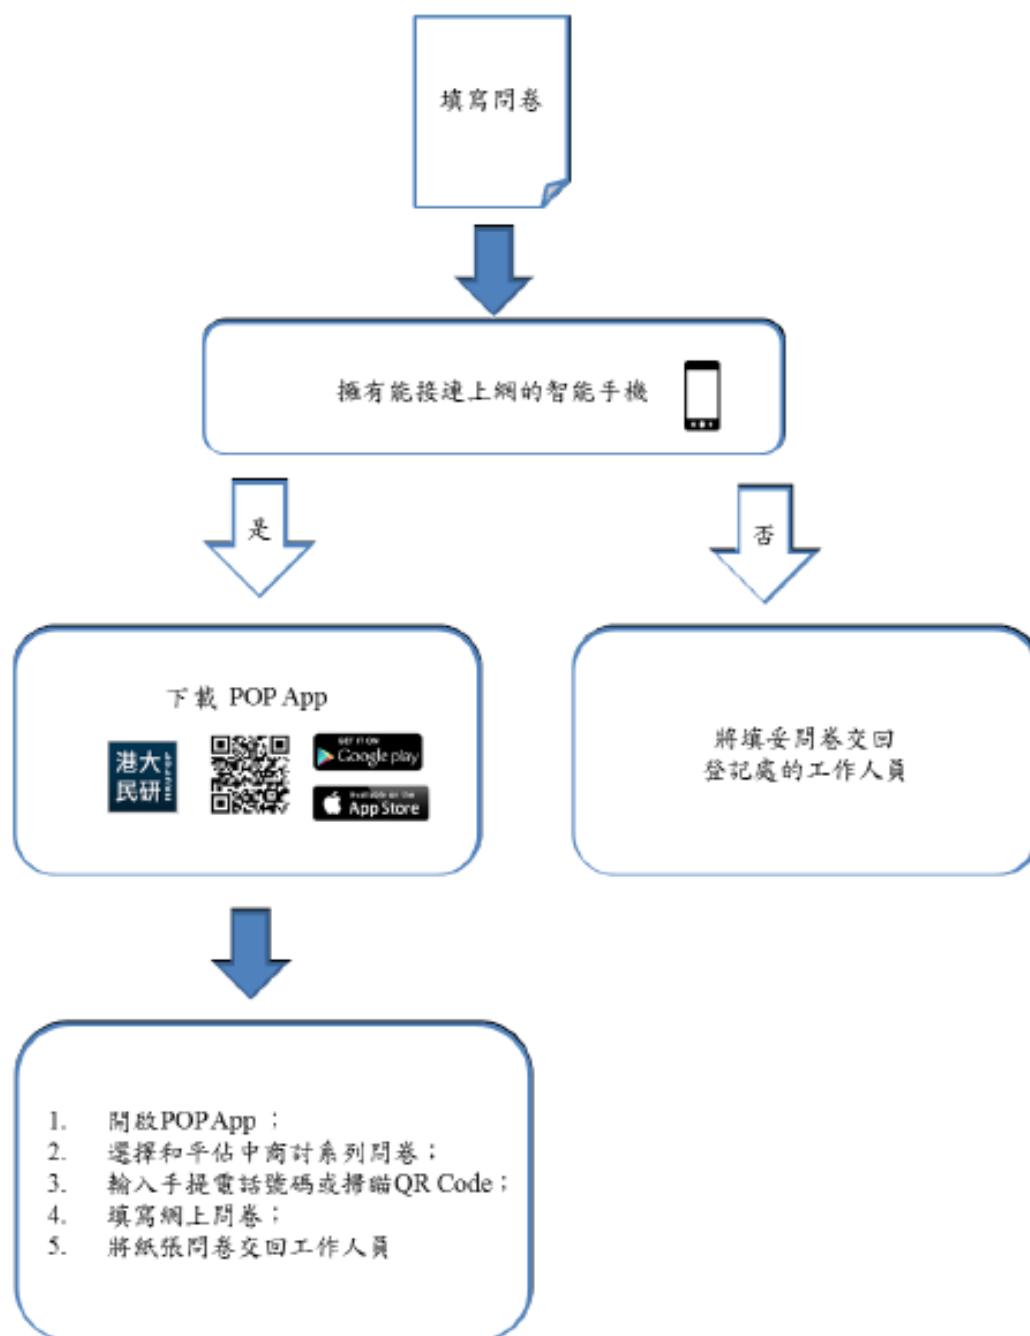 填寫問卷
擁有能接連上網的智能手機
是
否
下載 POP App
港大
民研
HKUPOP
GET IT ON
Google play
Available on the
App Store
將填妥問卷交回
登記處的工作人員
1. 開啟POP App；
2. 選擇和平佔中商討系列問卷；
3. 輸入手提電話號碼或掃瞄QR Code；
4. 填寫網上問卷；
5. 將紙張問卷交回工作人員